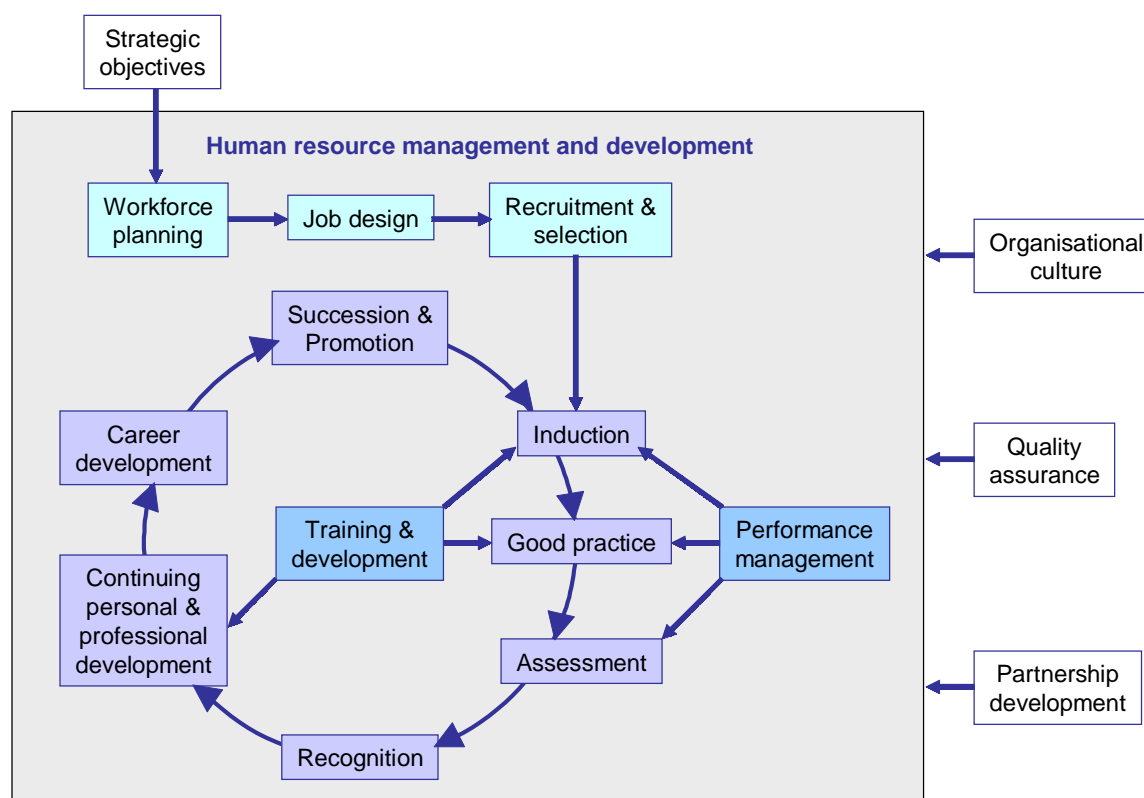 Strategic
objectives
Human resource management and development
Workforce
planning
Job design
Recruitment &
selection
Organisational
culture
Succession &
Promotion
Career
development
Induction
Quality
assurance
Training &
development
Good practice
Performance
management
Continuing
personal &
professional
development
Assessment
Partnership
development
Recognition